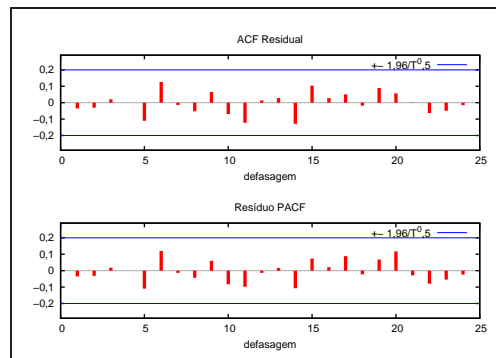 ACF Residual
+- 1,96/T^0,5
0,2
0,1
0
-0,1
-0,2
0 5 10 15 20 25
defasagem
Resíduo PACF
+- 1,96/T^0,5
0,2
0,1
0
-0,1
-0,2
0 5 10 15 20 25
defasagem